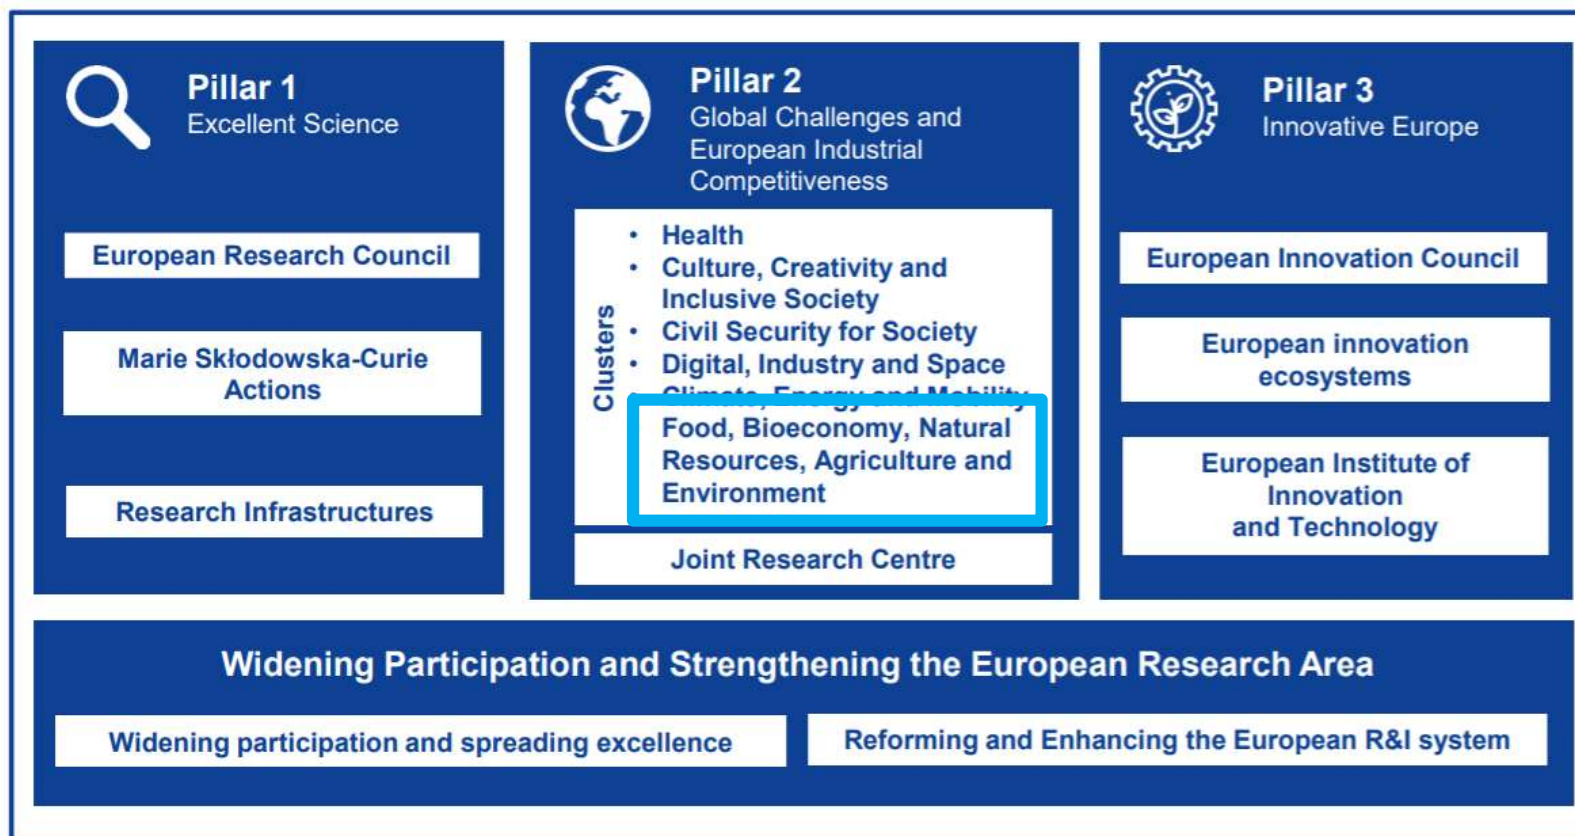 Pillar 1
Excellent Science
European Research Council
Marie Skłodowska-Curie
Actions
Research Infrastructures
Pillar 2
Global Challenges and
European Industrial
Competitiveness
Clusters
• Health
• Culture, Creativity and
Inclusive Society
• Civil Security for Society
• Digital, Industry and Space
• Climate, Energy and Mobility
Food, Bioeconomy, Natural
Resources, Agriculture and
Environment
Joint Research Centre
Pillar 3
Innovative Europe
European Innovation Council
European innovation
ecosystems
European Institute of
Innovation
and Technology
Widening Participation and Strengthening the European Research Area
Widening participation and spreading excellence
Reforming and Enhancing the European R&I system